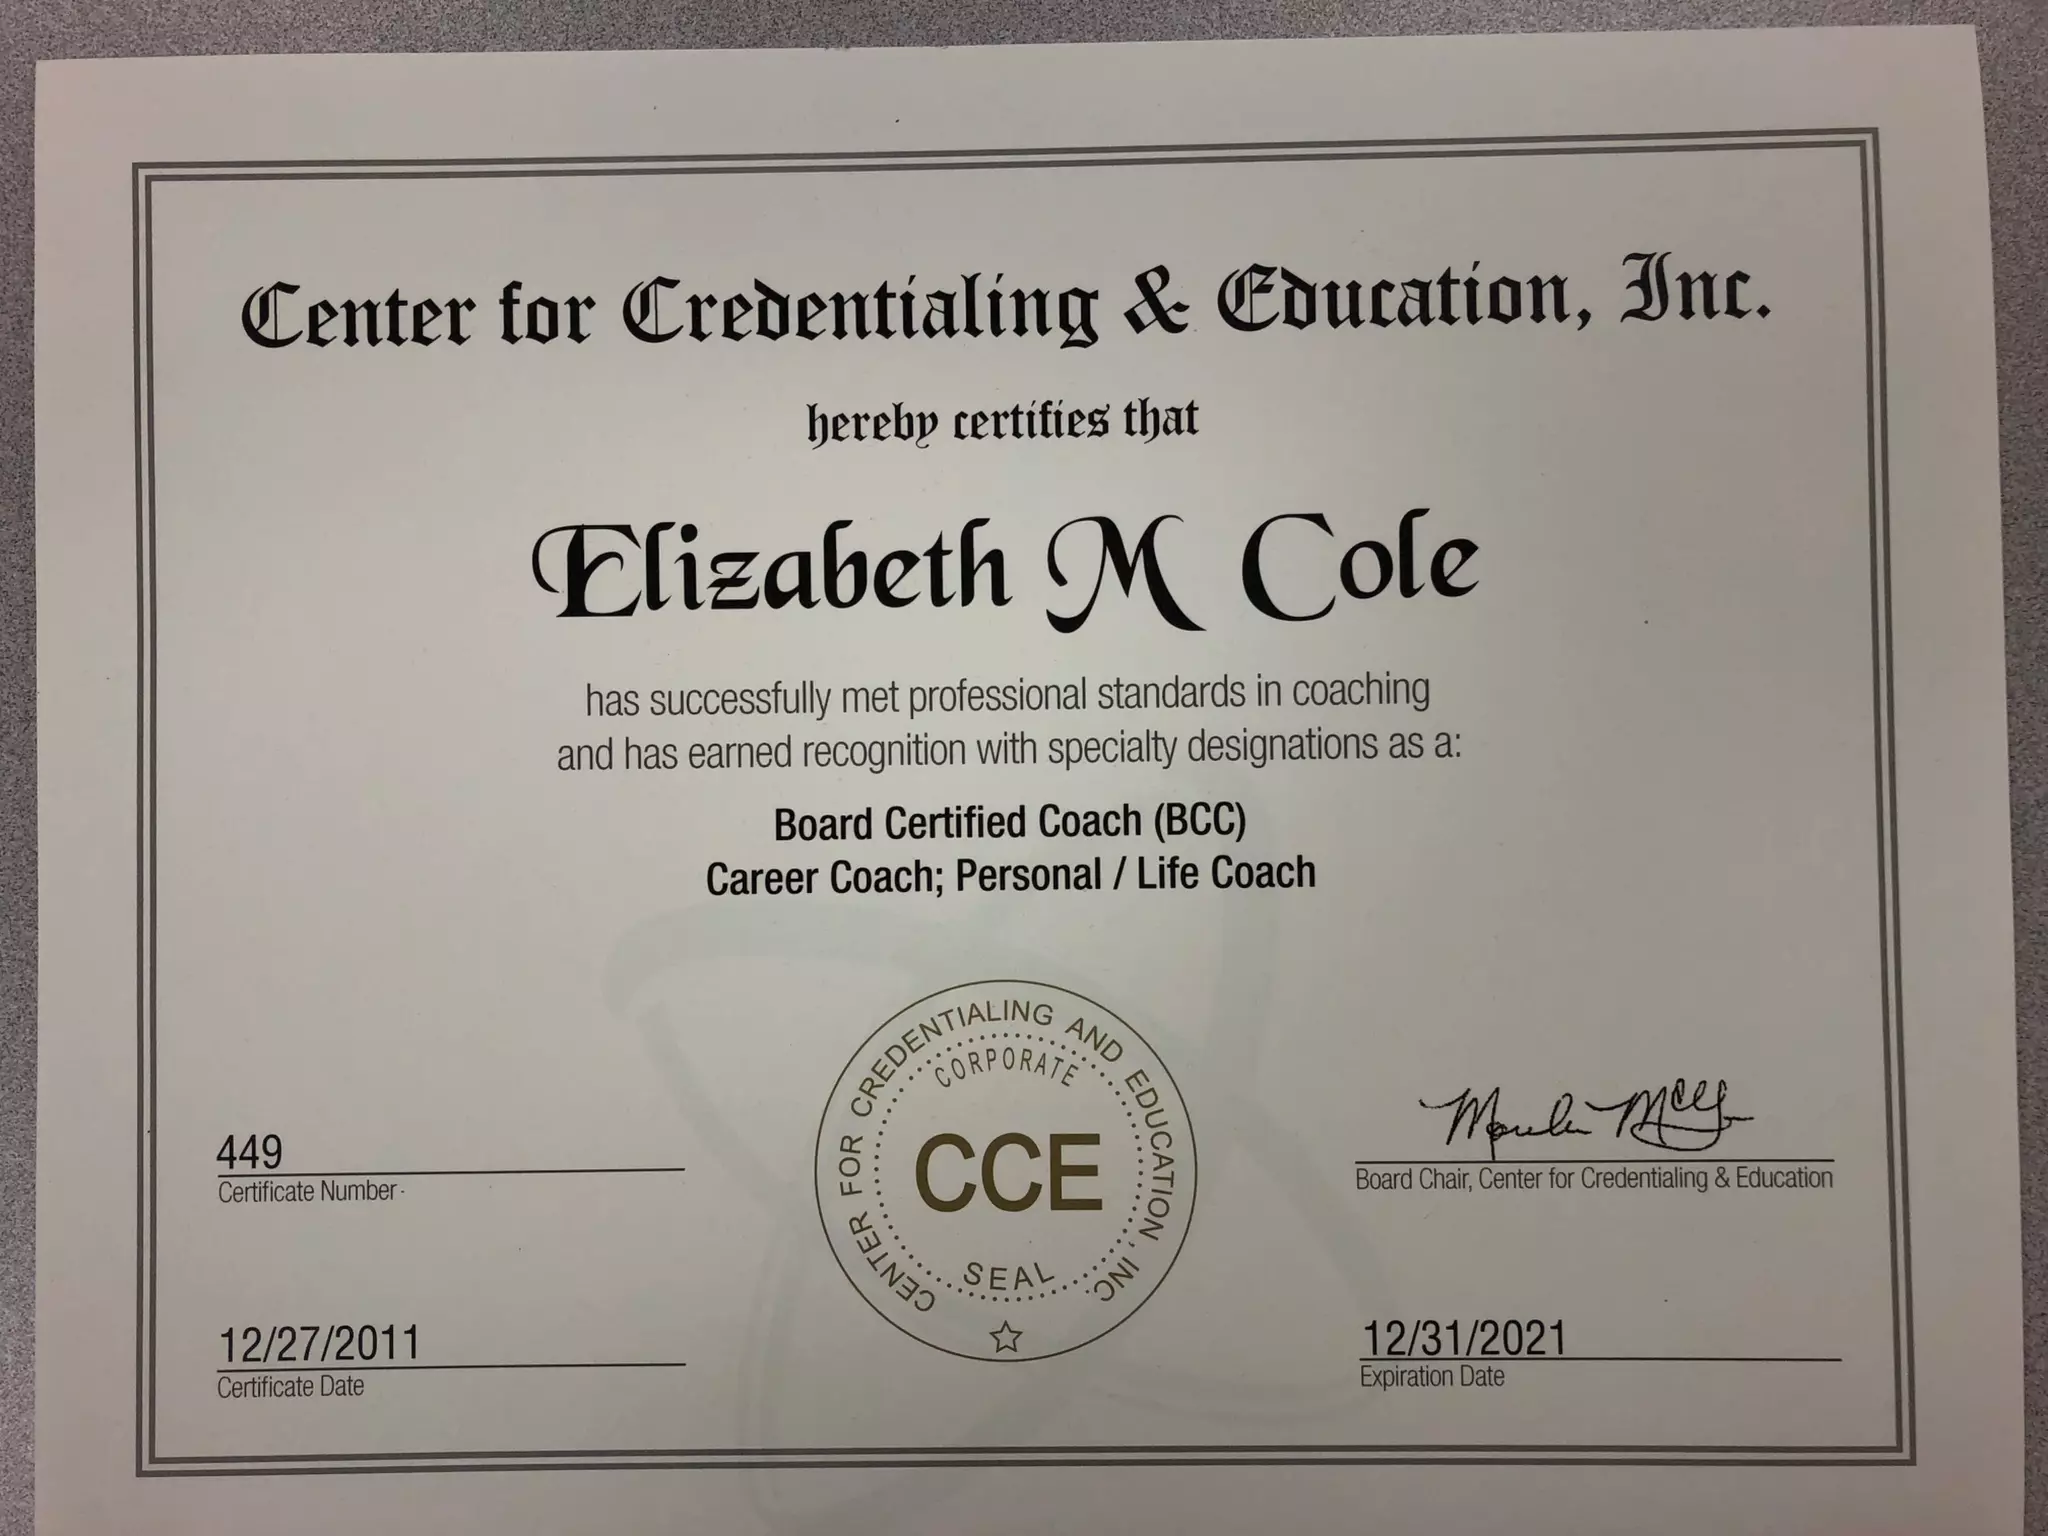 Center for Credentialing & Education, Inc.
hereby certifies that
Elizabeth M Cole
has successfully met professional standards in coaching
and has earned recognition with specialty designations as a:
Board Certified Coach (BCC)
Career Coach; Personal / Life Coach
CENTER FOR CREDENTIALING AND EDUCATION, INC.
CORPORATE
CCE
SEAL
449
Certificate Number
Board Chair, Center for Credentialing & Education
12/27/2011
Certificate Date
12/31/2021
Expiration Date